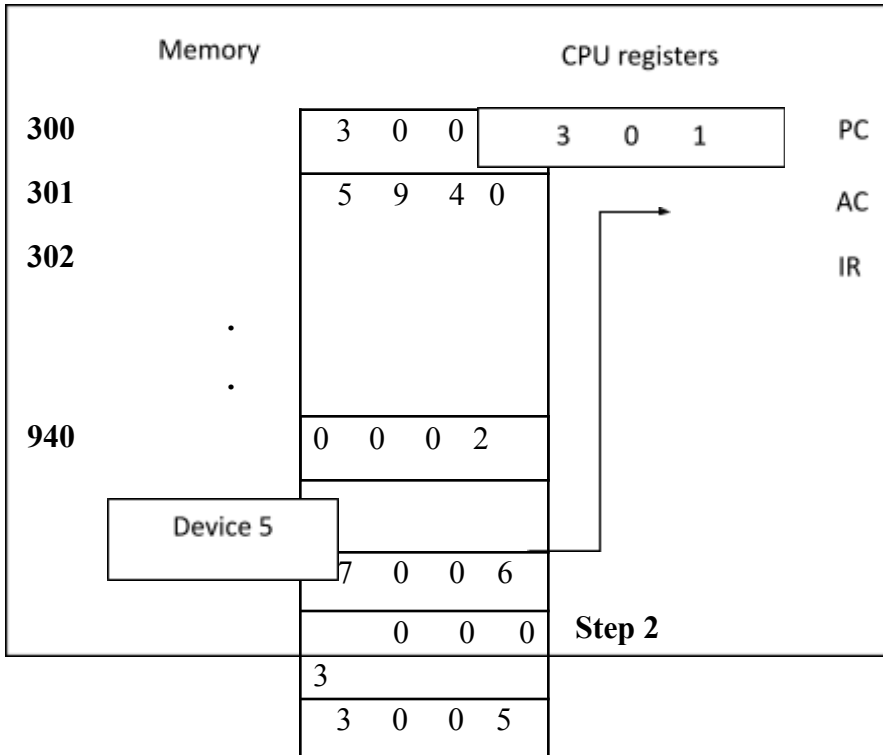 Memory CPU registers
300 3 0 0 3 0 1 PC
301 5 9 4 0 AC
302 IR
.
.
940 0 0 0 2
Device 5
7 0 0 6
0 0 0 Step 2
3
3 0 0 5